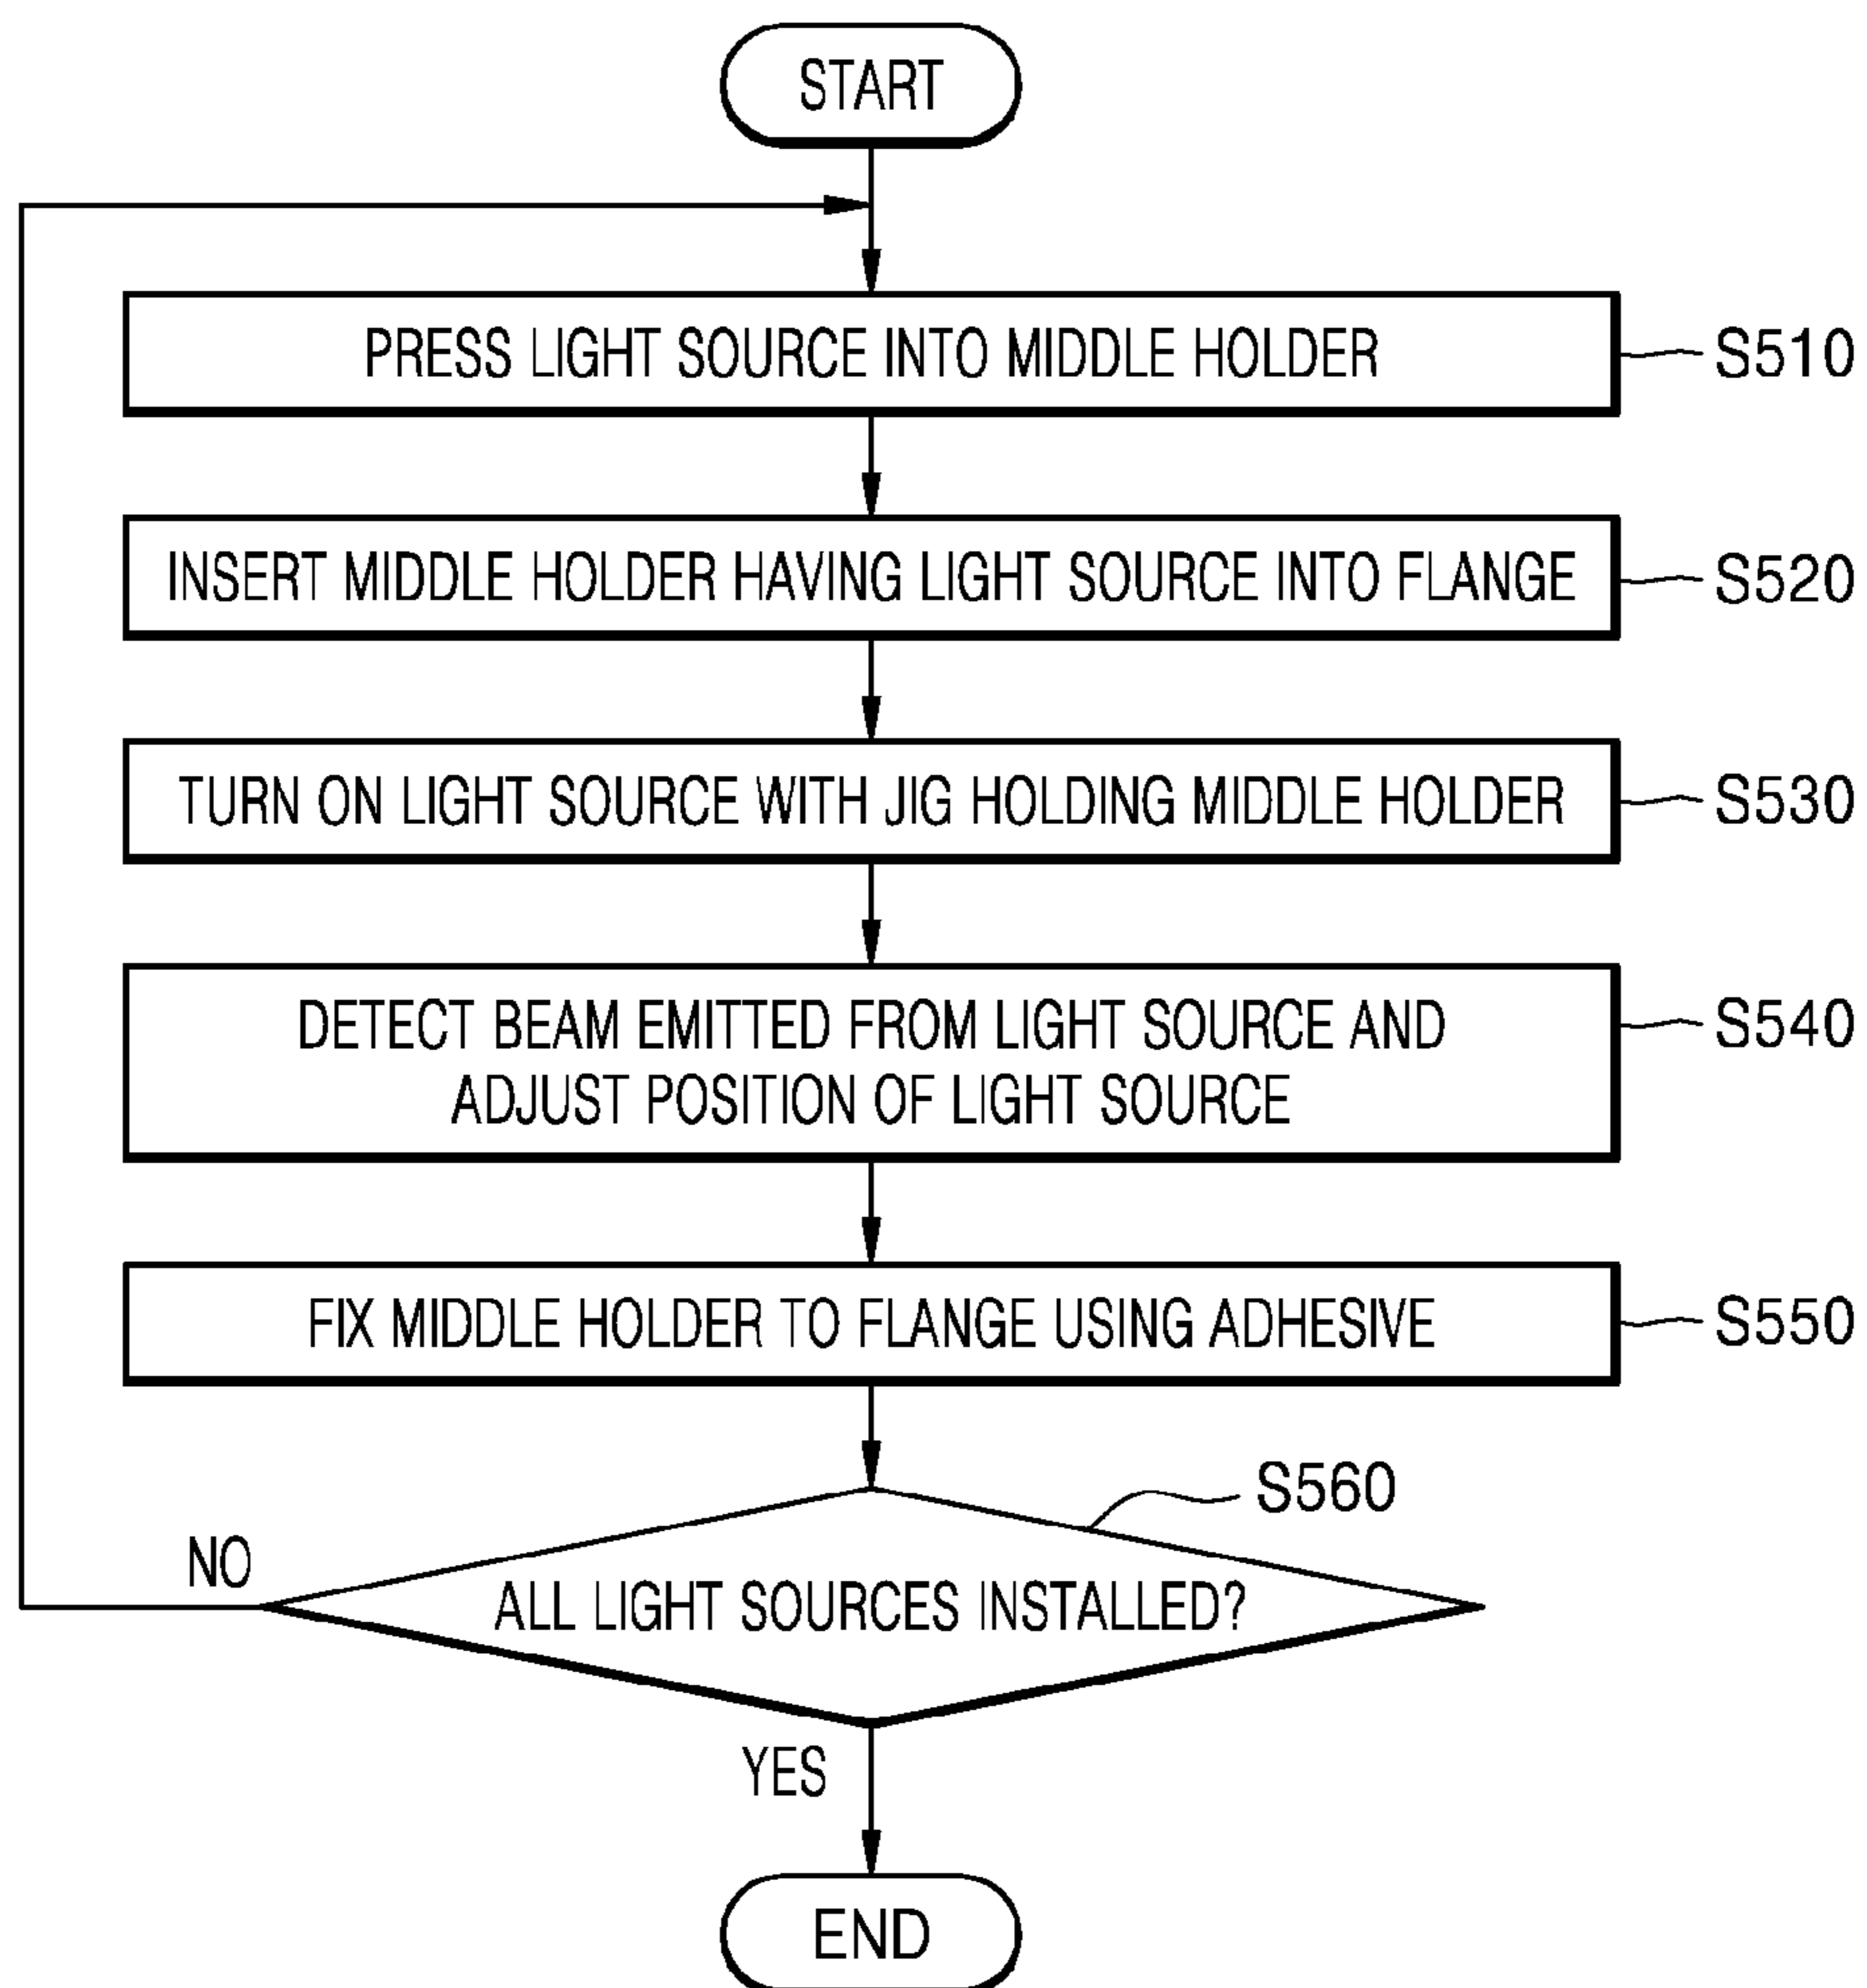 START
PRESS LIGHT SOURCE INTO MIDDLE HOLDER
S510
INSERT MIDDLE HOLDER HAVING LIGHT SOURCE INTO FLANGE
S520
TURN ON LIGHT SOURCE WITH JIG HOLDING MIDDLE HOLDER
S530
DETECT BEAM EMITTED FROM LIGHT SOURCE AND
ADJUST POSITION OF LIGHT SOURCE
S540
FIX MIDDLE HOLDER TO FLANGE USING ADHESIVE
S550
S560
NO
ALL LIGHT SOURCES INSTALLED?
YES
END